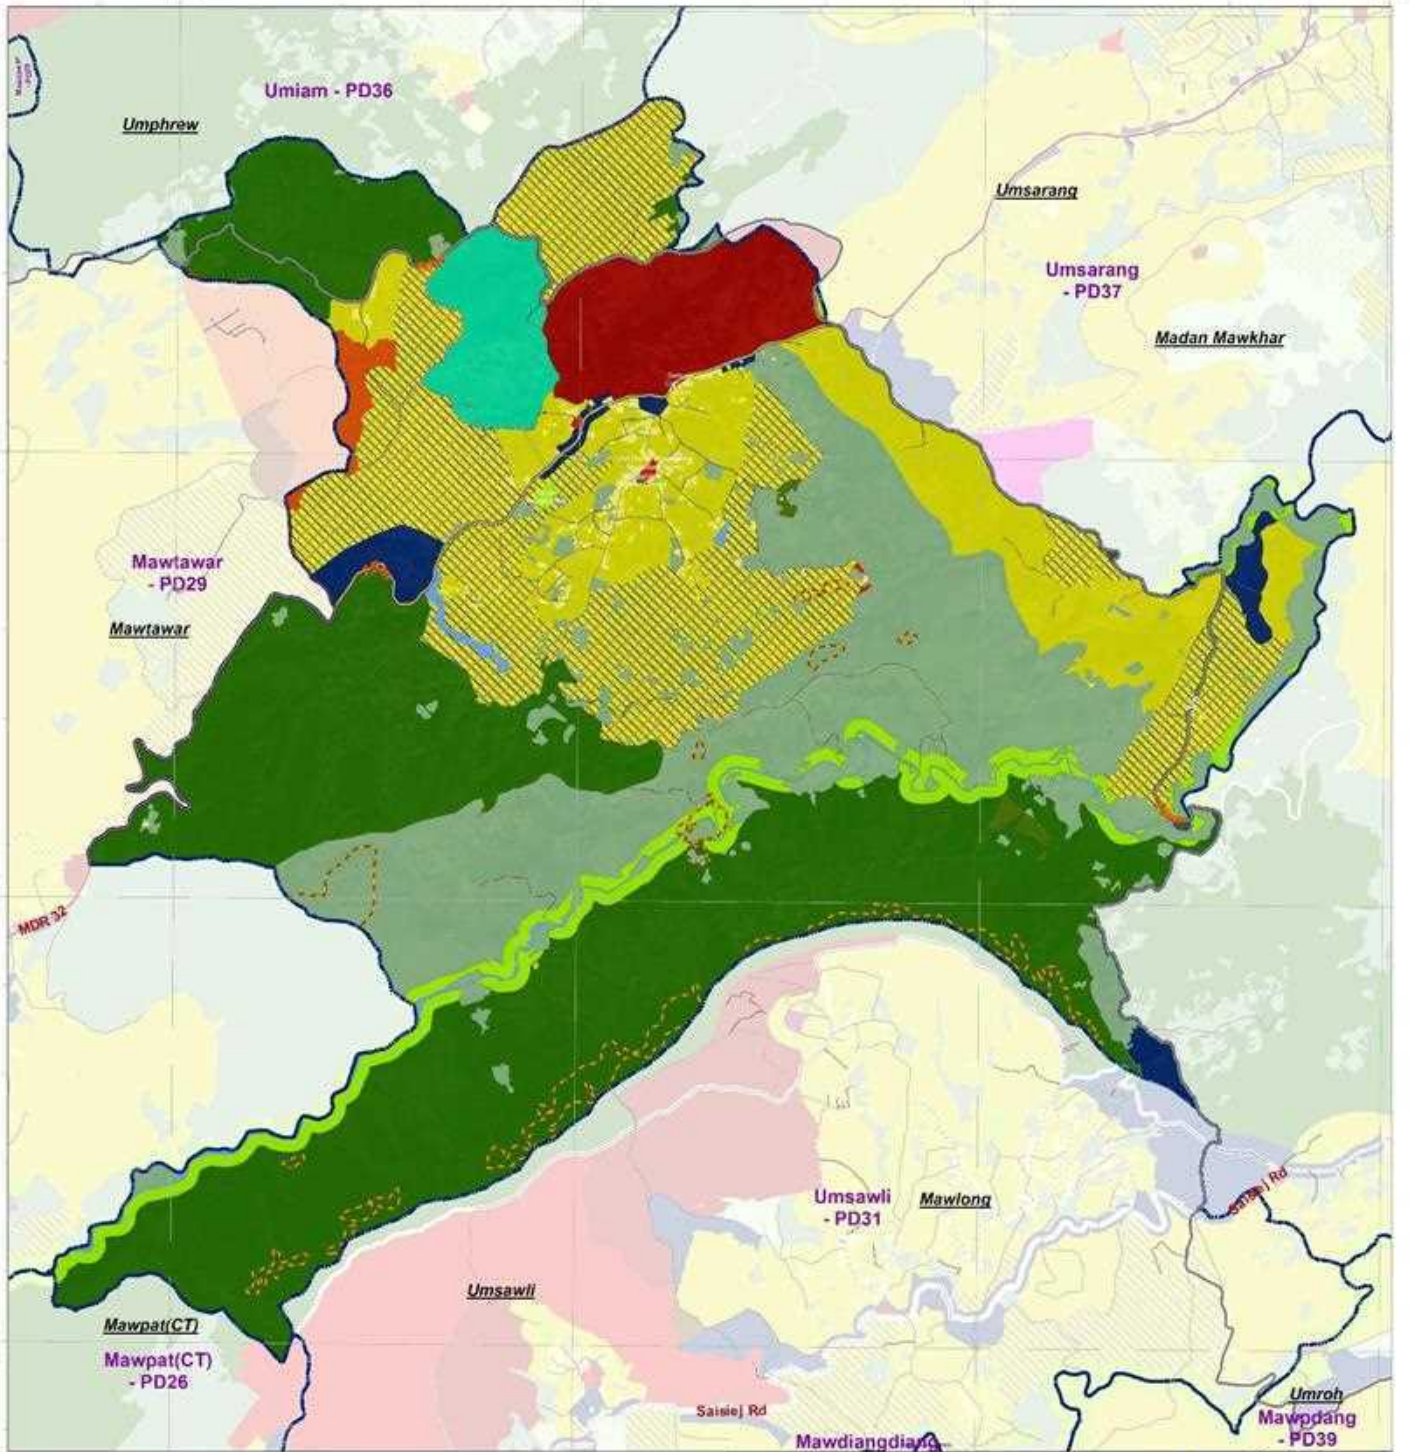 Umiam - PD36
Umphrew
Umsarang
Umsarang
- PD37
Madan Mawkhar
Mawtawar
- PD29
Mawtawar
MDR 32
Umsawli
- PD31
Mawlong
Saisiej Rd
Umsawli
Mawpat(CT)
Mawpat(CT)
- PD26
Saisiej Rd
Umroh
Mawpdang
- PD39
Mawdiangdiang